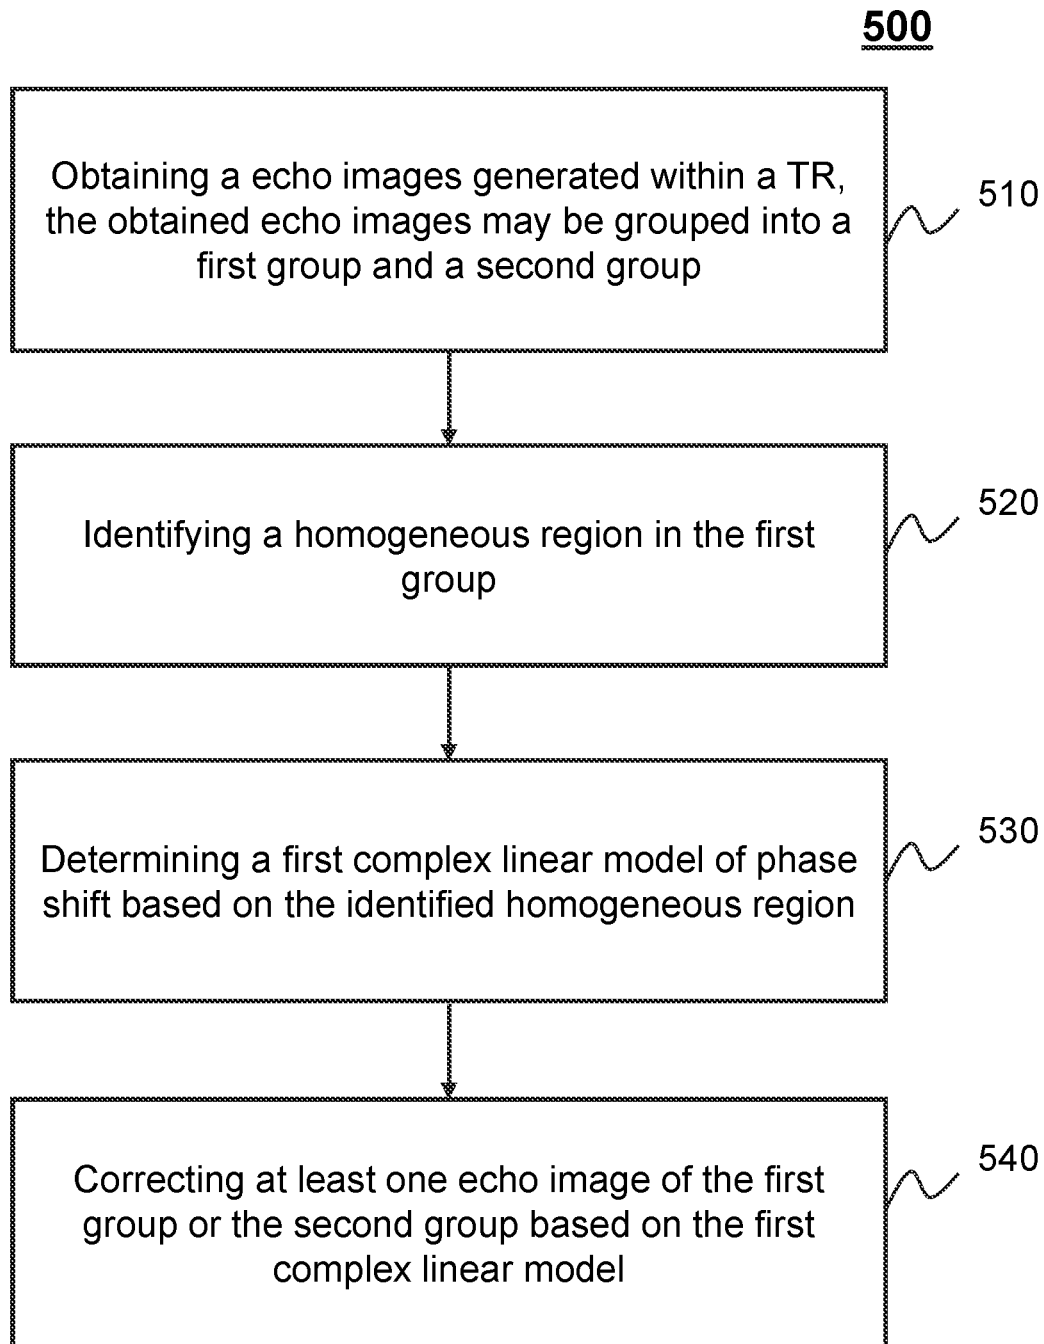 500
Obtaining a echo images generated within a TR,
the obtained echo images may be grouped into a
first group and a second group
510
Identifying a homogeneous region in the first
group
520
Determining a first complex linear model of phase
shift based on the identified homogeneous region
530
Correcting at least one echo image of the first
group or the second group based on the first
complex linear model
540